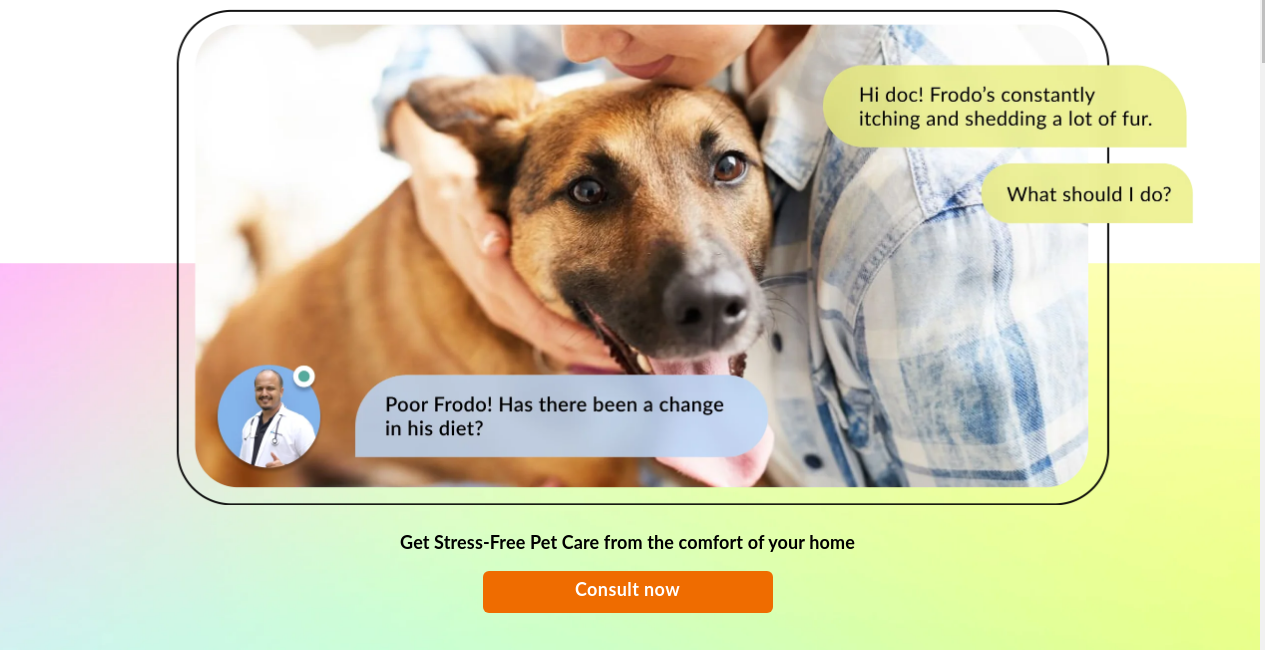 Hi doc! Frodo’s constantly
itching and shedding a lot of fur.
What should I do?
Poor Frodo! Has there been a change
in his diet?
Get Stress-Free Pet Care from the comfort of your home
Consult now